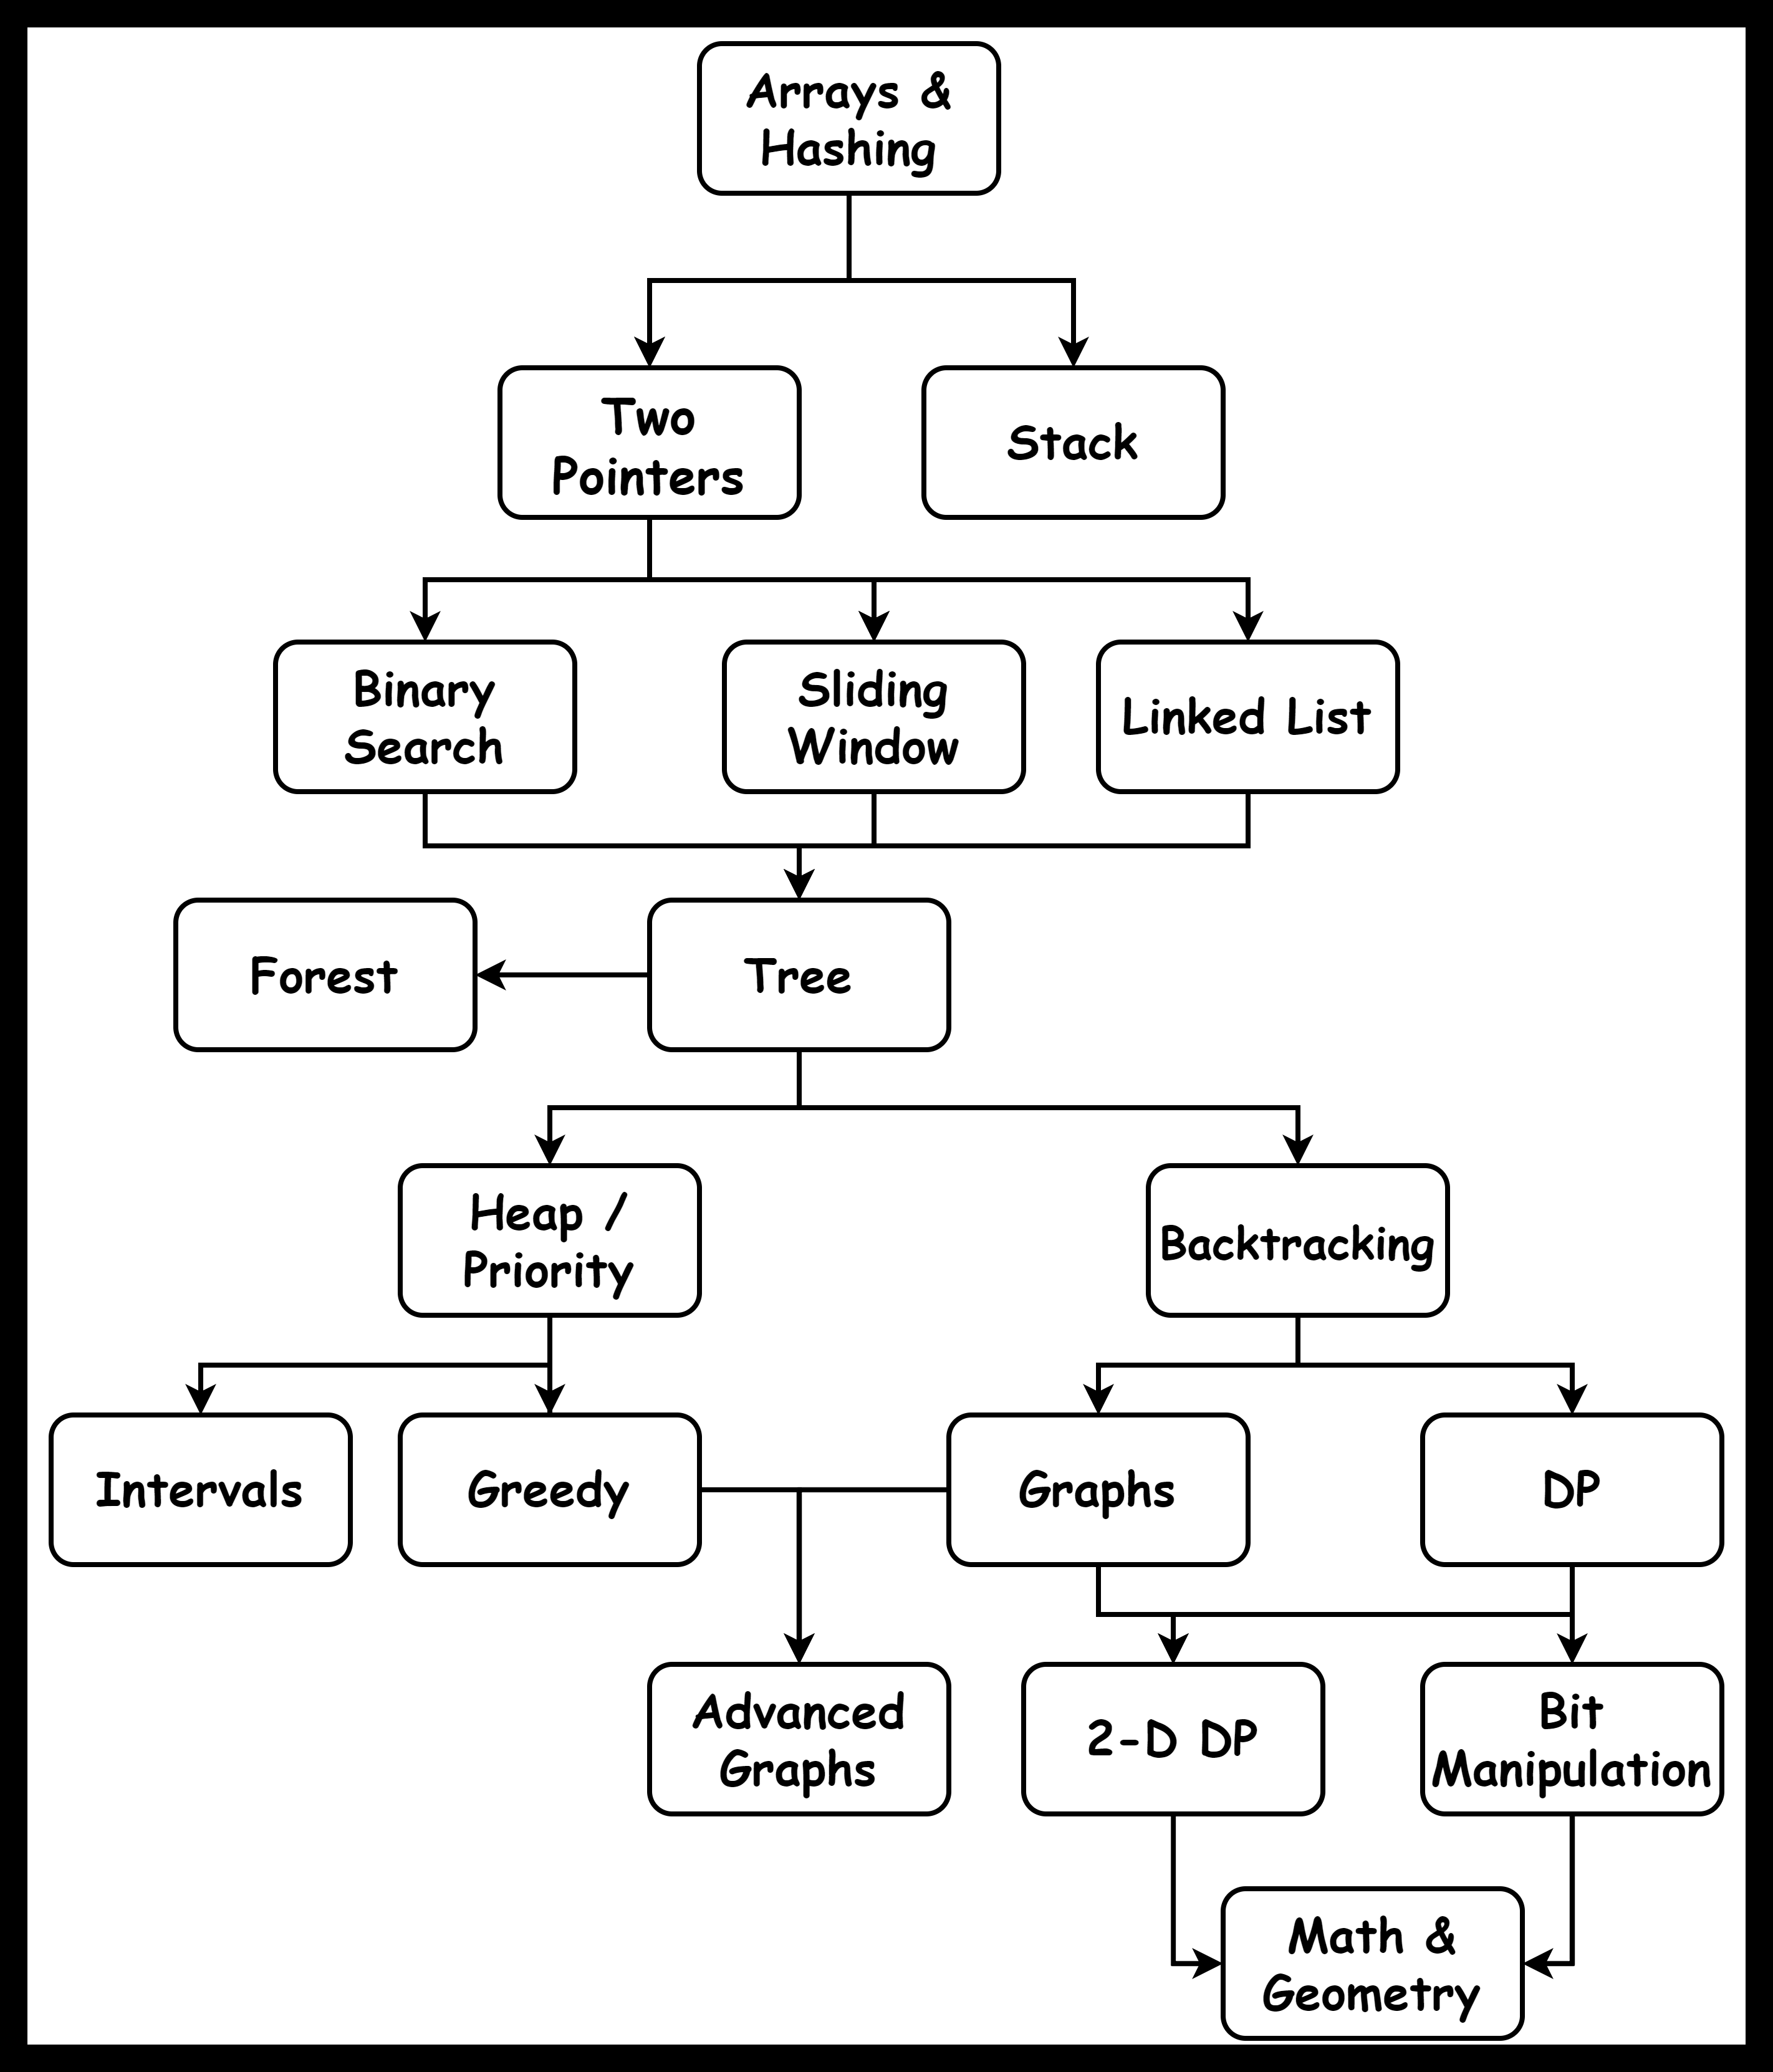 Arrays &
Hashing
Two
Pointers
Stack
Binary
Search
Sliding
Window
Linked List
Forest
Tree
Heap /
Priority
Backtracking
Intervals
Greedy
Graphs
DP
Advanced
Graphs
2-D DP
Bit
Manipulation
Math &
Geometry